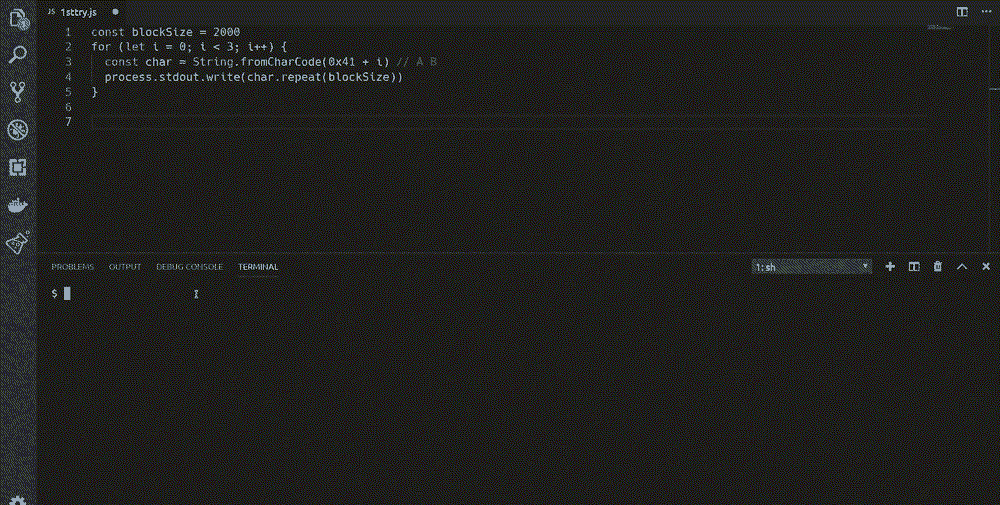 JS 1sttry.js
1 const blockSize = 2000
2 for (let i = 0; i < 3; i++) {
3 const char = String.fromCharCode(0x41 + i) // A B
4 process.stdout.write(char.repeat(blockSize))
5 }
6
7
PROBLEMS OUTPUT DEBUG CONSOLE TERMINAL 1: sh
$